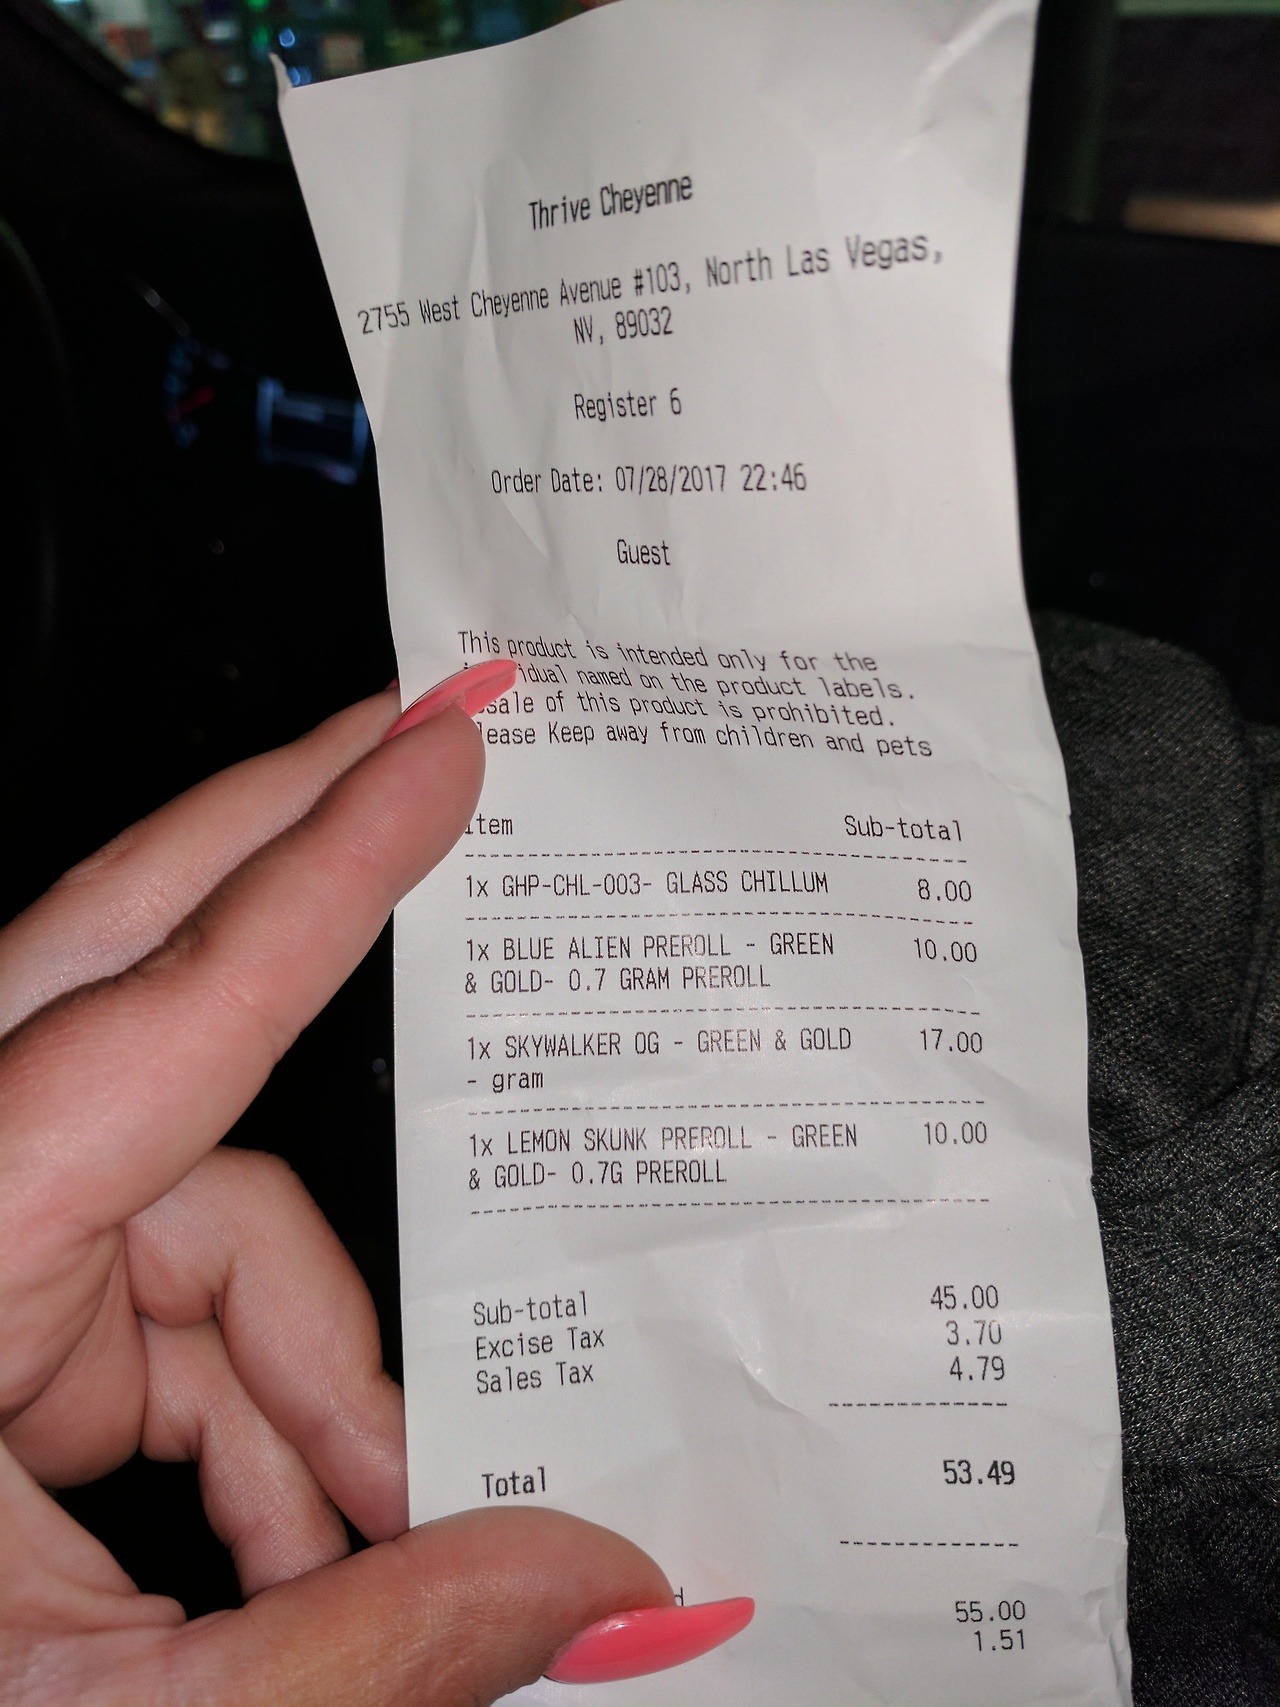 Thrive Cheyenne
2755 West Cheyenne Avenue #103, North Las Vegas,
NV, 89032
Register 6
Order Date: 07/28/2017 22:46
Guest
This product is intended only for the
named on the product labels.
of this product is prohibited.
Keep away from children and pets
Item Sub-total
1x GHP-CHL-003- GLASS CHILLUM 8.00
1x BLUE ALIEN PREROLL - GREEN 10.00
& GOLD- 0.7 GRAM PREROLL
1x SKYWALKER OG - GREEN & GOLD 17.00
- gram
1x LEMON SKUNK PREROLL - GREEN 10.00
& GOLD- 0.7G PREROLL
Sub-total 45.00
Excise Tax 3.70
Sales Tax 4.79
Total 53.49
55.00
1.51